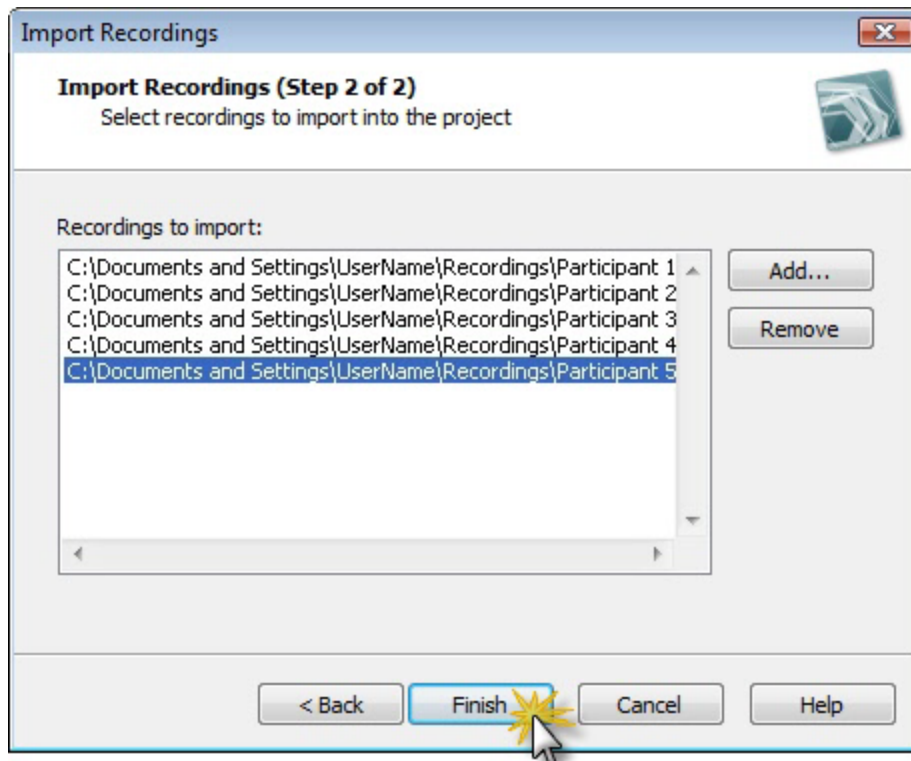 Import Recordings
Import Recordings (Step 2 of 2)
Select recordings to import into the project
Recordings to import:
C:\Documents and Settings\UserName\Recordings\Participant 1
C:\Documents and Settings\UserName\Recordings\Participant 2
C:\Documents and Settings\UserName\Recordings\Participant 3
C:\Documents and Settings\UserName\Recordings\Participant 4
C:\Documents and Settings\UserName\Recordings\Participant 5
Add...
Remove
< Back
Finish
Cancel
Help